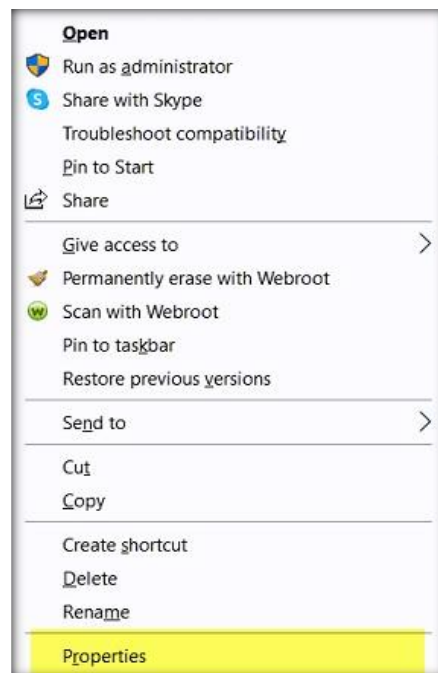 Open
Run as administrator
Share with Skype
Troubleshoot compatibility
Pin to Start
Share
Give access to
Permanently erase with Webroot
Scan with Webroot
Pin to taskbar
Restore previous versions
Send to
Cut
Copy
Create shortcut
Delete
Rename
Properties